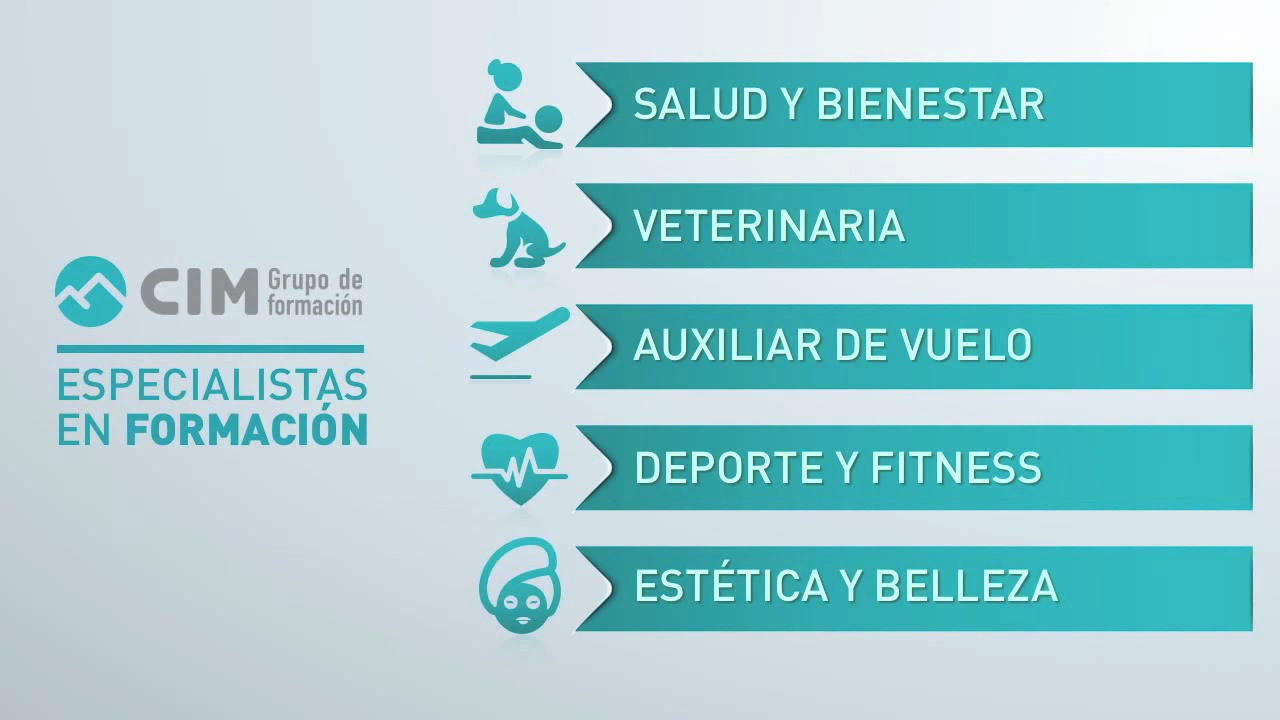 CIM Grupo de
formación
ESPECIALISTAS
EN FORMACIÓN
SALUD Y BIENESTAR
VETERINARIA
AUXILIAR DE VUELO
DEPORTE Y FITNESS
ESTÉTICA Y BELLEZA